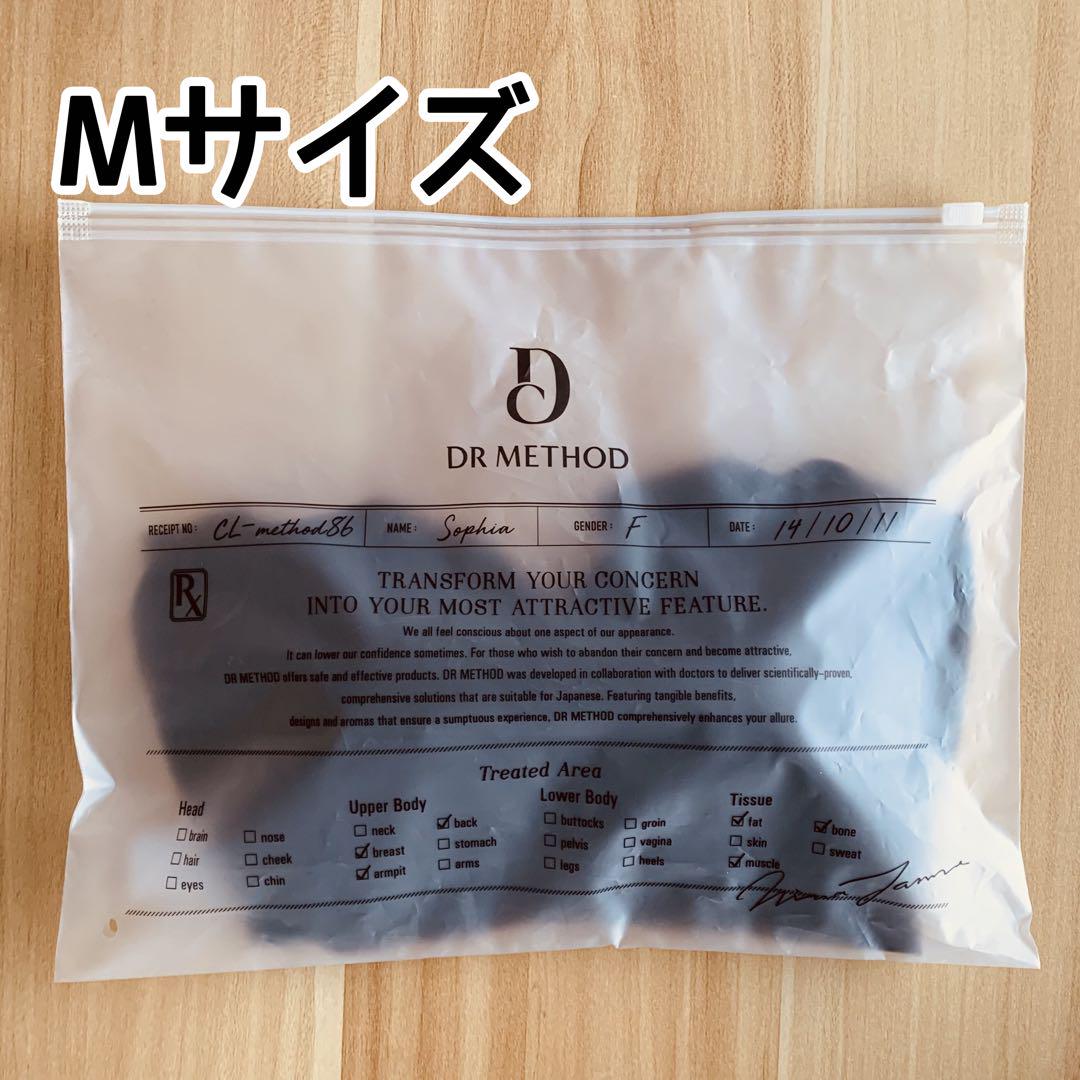 Mサイズ
DR METHOD
RECEIPT NO : CL-method86 NAME : Sophia GENDER : F DATE : 14/10/11
Rx
TRANSFORM YOUR CONCERN
INTO YOUR MOST ATTRACTIVE FEATURE.
We all feel conscious about one aspect of our appearance.
It can lower our confidence sometimes. For those who wish to abandon their concern and become attractive,
DR METHOD offers safe and effective products. DR METHOD was developed in collaboration with doctors to deliver scientifically-proven,
comprehensive solutions that are suitable for Japanese. Featuring tangible benefits,
designs and aromas that ensure a sumptuous experience, DR METHOD comprehensively enhances your allure.
Treated Area
Head
brain
hair
eyes
nose
cheek
chin
Upper Body
neck
breast
armpit
back
stomach
arms
Lower Body
buttocks
pelvis
legs
groin
vagina
heels
Tissue
fat
skin
muscle
bone
sweat